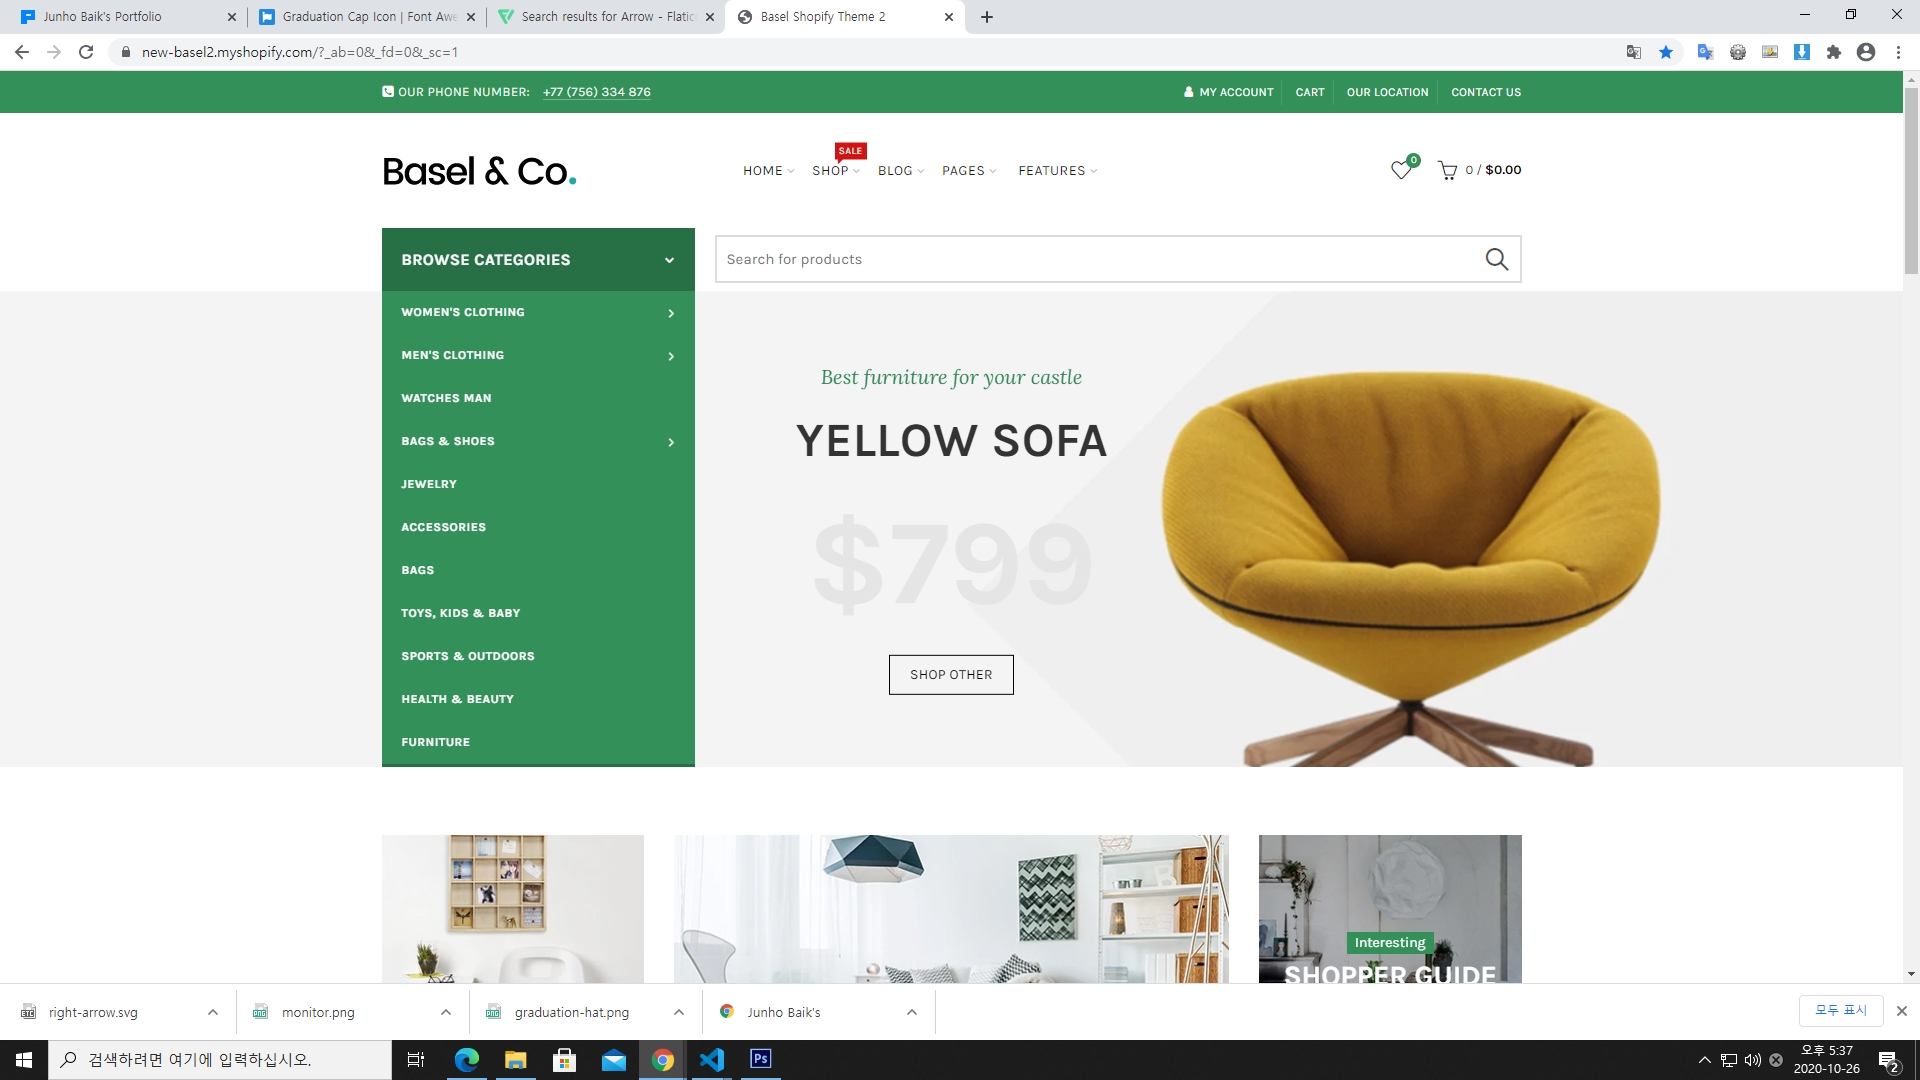 Junho Baik's Portfolio
Graduation Cap Icon | Font Awe
Search results for Arrow - Flatic
Basel Shopify Theme 2
new-basel2.myshopify.com/?_ab=0&_fd=0&_sc=1
OUR PHONE NUMBER: +77 (756) 334 876
MY ACCOUNT CART OUR LOCATION CONTACT US
SALE
Basel & Co.
HOME SHOP BLOG PAGES FEATURES
0
0 / $0.00
BROWSE CATEGORIES
Search for products
WOMEN'S CLOTHING
MEN'S CLOTHING
WATCHES MAN
BAGS & SHOES
JEWELRY
ACCESSORIES
BAGS
TOYS, KIDS & BABY
SPORTS & OUTDOORS
HEALTH & BEAUTY
FURNITURE
Best furniture for your castle
YELLOW SOFA
$799
SHOP OTHER
Interesting
SHOPPER GUIDE
right-arrow.svg
monitor.png
graduation-hat.png
Junho Baik's
모두 표시
검색하려면 여기에 입력하십시오.
Ps
오후 5:37
2020-10-26
2